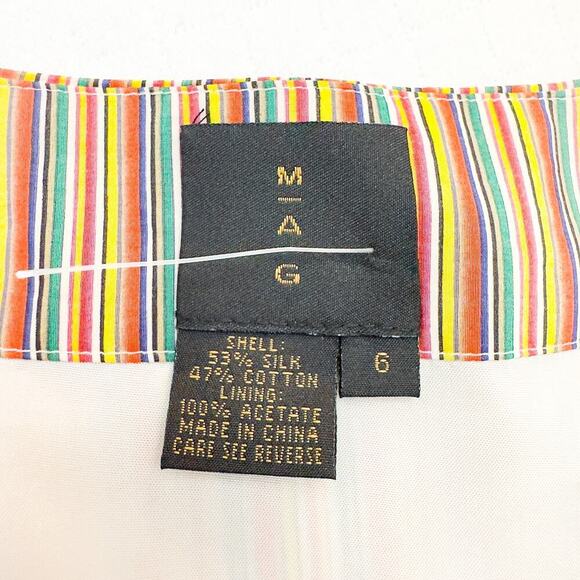 M
A
G
SHELL:
53% SILK
47% COTTON
LINING:
100% ACETATE
MADE IN CHINA
CARE SEE REVERSE
6